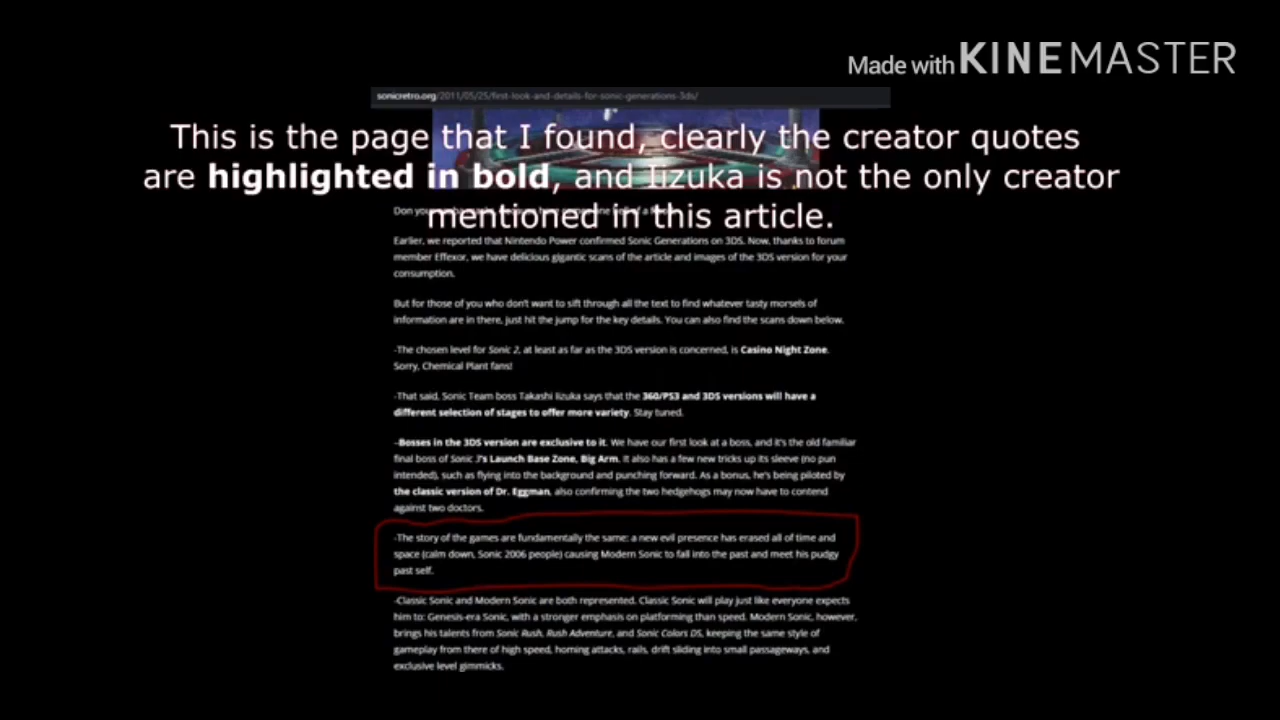 Made with KINEMASTER
sonicretro.org/2011/05/25/first-look-and-details-for-sonic-generations-3ds/
This is the page that I found, clearly the creator quotes
are highlighted in bold, and Iizuka is not the only creator
mentioned in this article.
Earlier, we reported that Nintendo Power confirmed Sonic Generations on 3DS. Now, thanks to forum
member Effexor, we have delicious gigantic scans of the article and images of the 3DS version for your
consumption.
But for those of you who don't want to sift through all the text to find whatever tasty morsels of
information are in there, just hit the jump for the key details. You can also find the scans down below.
-The chosen level for Sonic 2, at least as far as the 3DS version is concerned, is Casino Night Zone.
Sorry, Chemical Plant fans!
-That said, Sonic Team boss Takashi Iizuka says that the 360/PS3 and 3DS versions will have a
different selection of stages to offer more variety. Stay tuned.
-Bosses in the 3DS version are exclusive to it. We have our first look at a boss, and it's the old familiar
final boss of Sonic 3's Launch Base Zone, Big Arm. It also has a few new tricks up its sleeve (no pun
intended), such as flying into the background and punching forward. As a bonus, he's being piloted by
the classic version of Dr. Eggman, also confirming the two hedgehogs may now have to contend
against two doctors.
-The story of the games are fundamentally the same: a new evil presence has erased all of time and
space (calm down, Sonic 2006 people) causing Modern Sonic to fall into the past and meet his pudgy
past self.
-Classic Sonic and Modern Sonic are both represented. Classic Sonic will play just like everyone expects
him to: Genesis-era Sonic, with a stronger emphasis on platforming than speed. Modern Sonic, however,
brings his talents from Sonic Rush, Rush Adventure, and Sonic Colors DS, keeping the same style of
gameplay from there of high speed, homing attacks, rails, drift sliding into small passageways, and
exclusive level gimmicks.